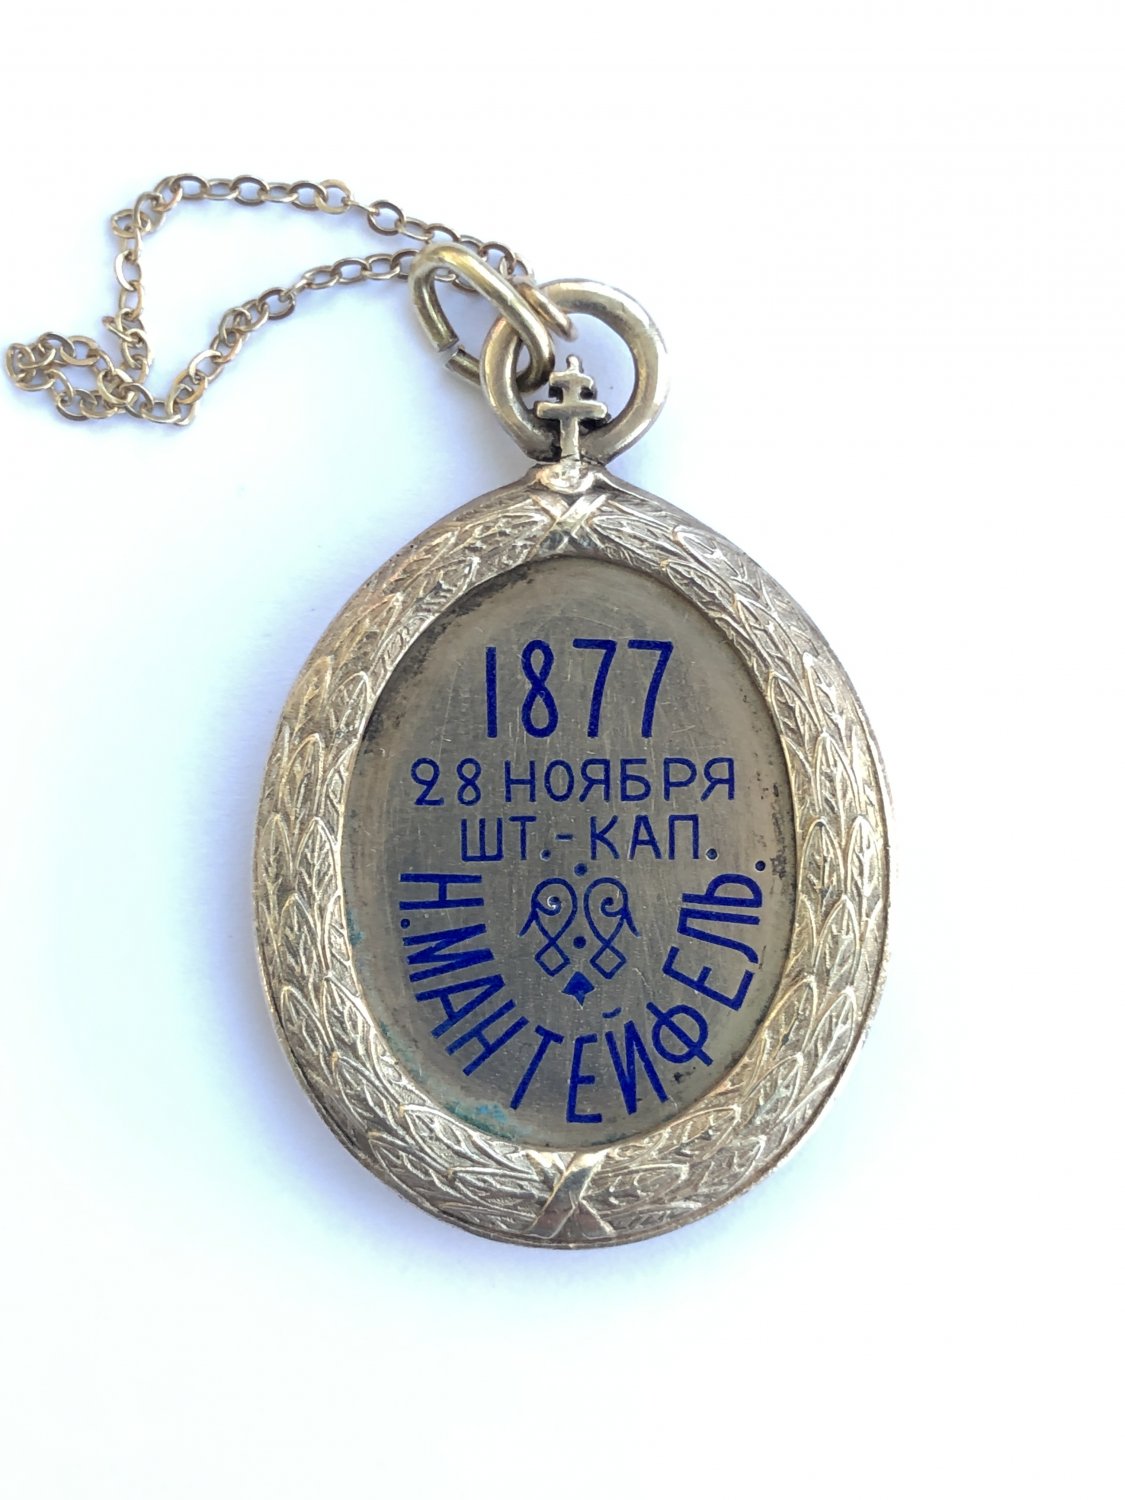 1877
28 НОЯБРЯ
ШТ.-КАП.
Н. МАНТЕЙФЕЛЬ.